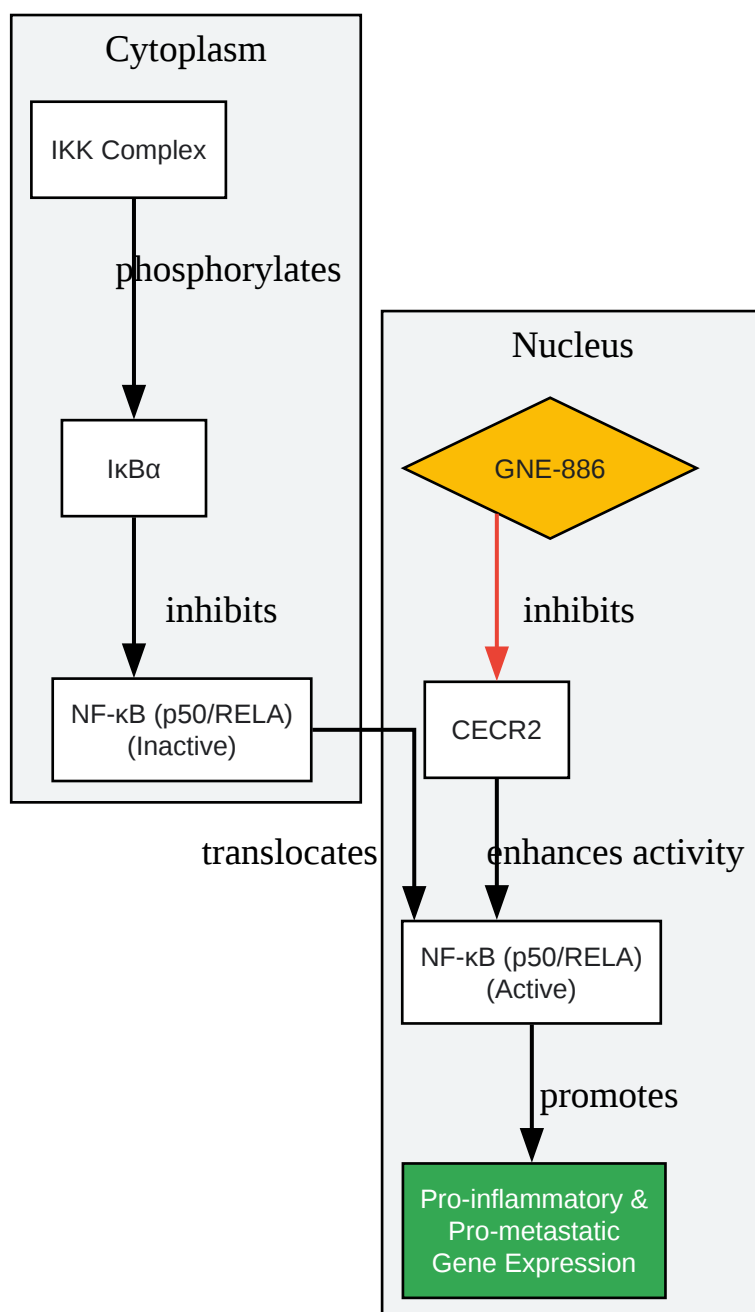 Cytoplasm
IKK Complex
phosphorylates
IκBα
inhibits
NF-κB (p50/RELA)
(Inactive)
translocates
Nucleus
GNE-886
inhibits
CECR2
enhances activity
NF-κB (p50/RELA)
(Active)
promotes
Pro-inflammatory &
Pro-metastatic
Gene Expression